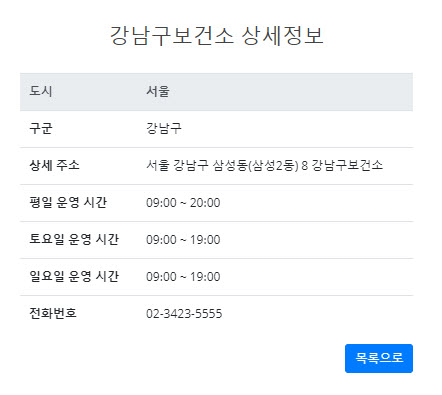 강남구보건소 상세정보
도시 서울
구군 강남구
상세 주소 서울 강남구 삼성동(삼성2동) 8 강남구보건소
평일 운영 시간 09:00 ~ 20:00
토요일 운영 시간 09:00 ~ 19:00
일요일 운영 시간 09:00 ~ 19:00
전화번호 02-3423-5555
목록으로